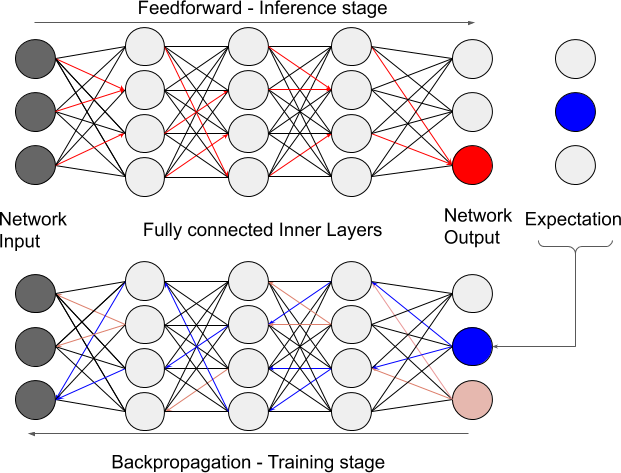 Feedforward - Inference stage
Network
Input
Fully connected Inner Layers
Network
Output
Expectation
Backpropagation - Training stage